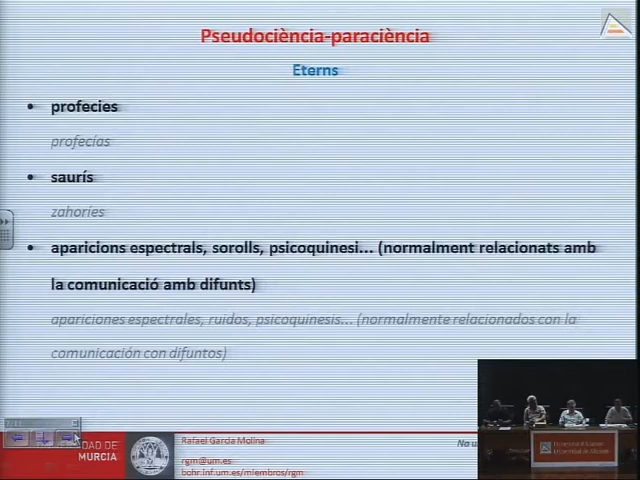 Pseudociència-paraciència
Eterns
• profecies
profecías
• saurís
zahoríes
• aparicions espectrals, sorolls, psicoquinesi... (normalment relacionats amb
la comunicació amb difunts)
apariciones espectrales, ruidos, psicoquinesis... (normalmente relacionados con la
comunicación con difuntos)
DAD DE
MURCIA
Rafael García Molina
rgm@um.es
bohr.inf.um.es/miembros/rgm